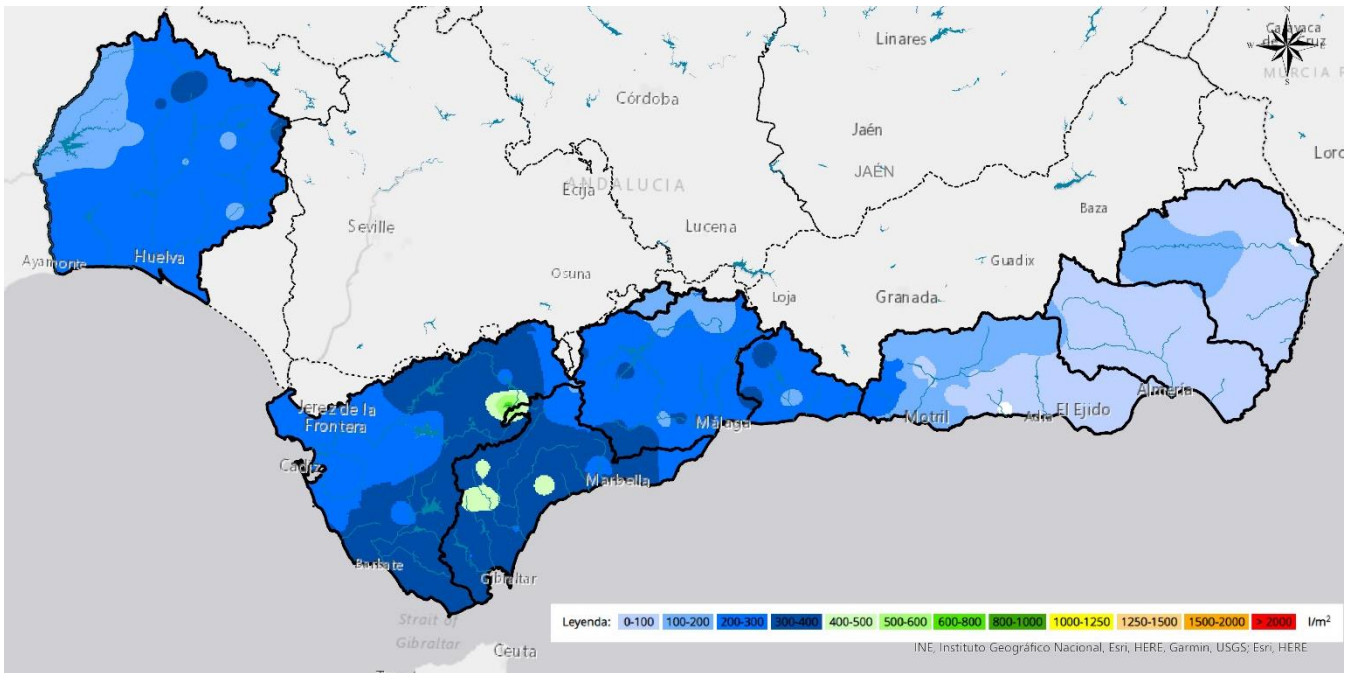 Linares
Caravaca
de la Cruz
N
W E
S
MURCIA R
Córdoba
Jaén
JAÉN
Lorc
ANDALUCIA
Ecija
Baza
Seville
Lucena
Ayamonte
Huelva
Osuna
Guadix
Loja
Granada
Jerez de la
Frontera
Almería
Málaga
Motril
Adra
El Ejido
Cádiz
Marbella
Barbate
Gibraltar
Strait of
Gibraltar
Leyenda: 0-100 100-200 200-300 300-400 400-500 500-600 600-800 800-1000 1000-1250 1250-1500 1500-2000 > 2000 l/m²
INE, Instituto Geográfico Nacional, Esri, HERE, Garmin, USGS; Esri, HERE
Ceuta